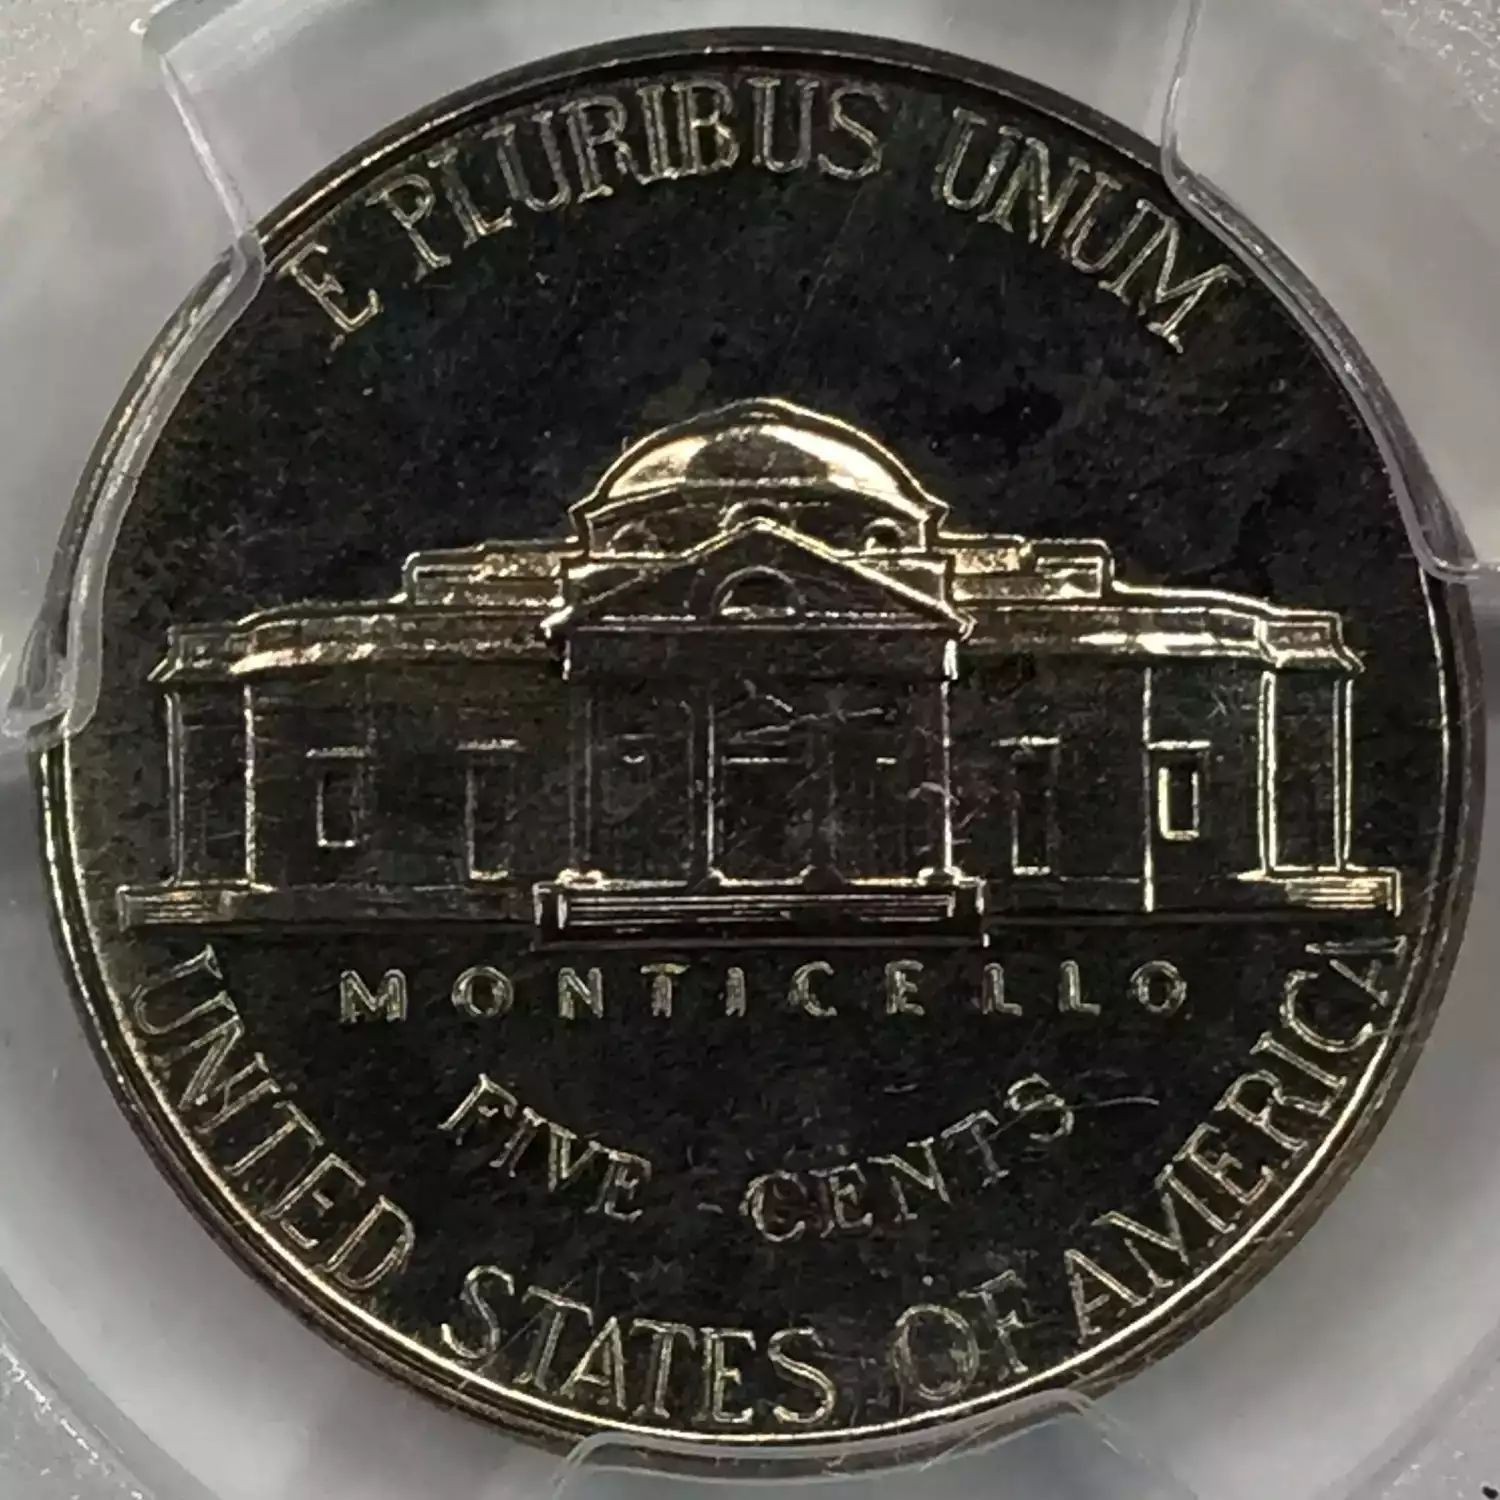 E PLURIBUS UNUM
MONTICELLO
FIVE CENTS
UNITED STATES OF AMERICA